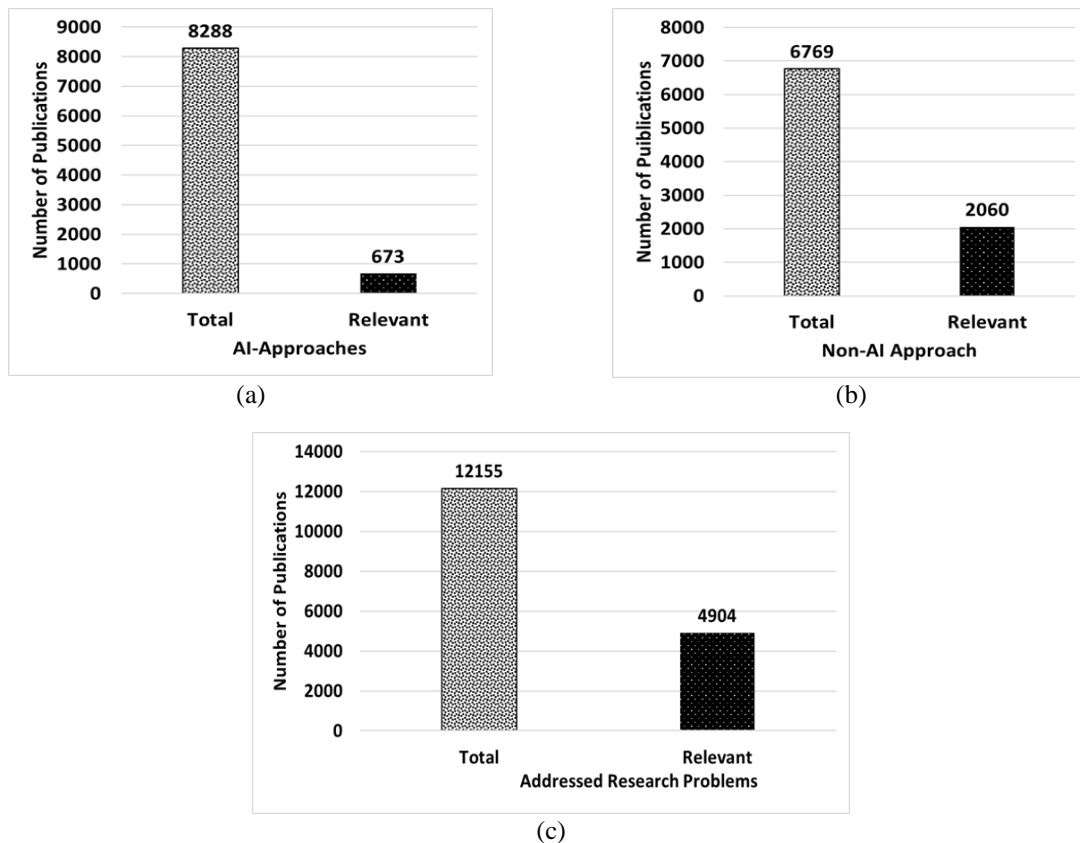 9000
8000
7000
6000
5000
4000
3000
2000
1000
0
Number of Publications
8288
673
Total Relevant
AI-Approaches
(a)
8000
7000
6000
5000
4000
3000
2000
1000
0
Number of Puiblications
6769
2060
Total Relevant
Non-AI Approach
(b)
14000
12000
10000
8000
6000
4000
2000
0
Number of Publications
12155
4904
Total Relevant
Addressed Research Problems
(c)